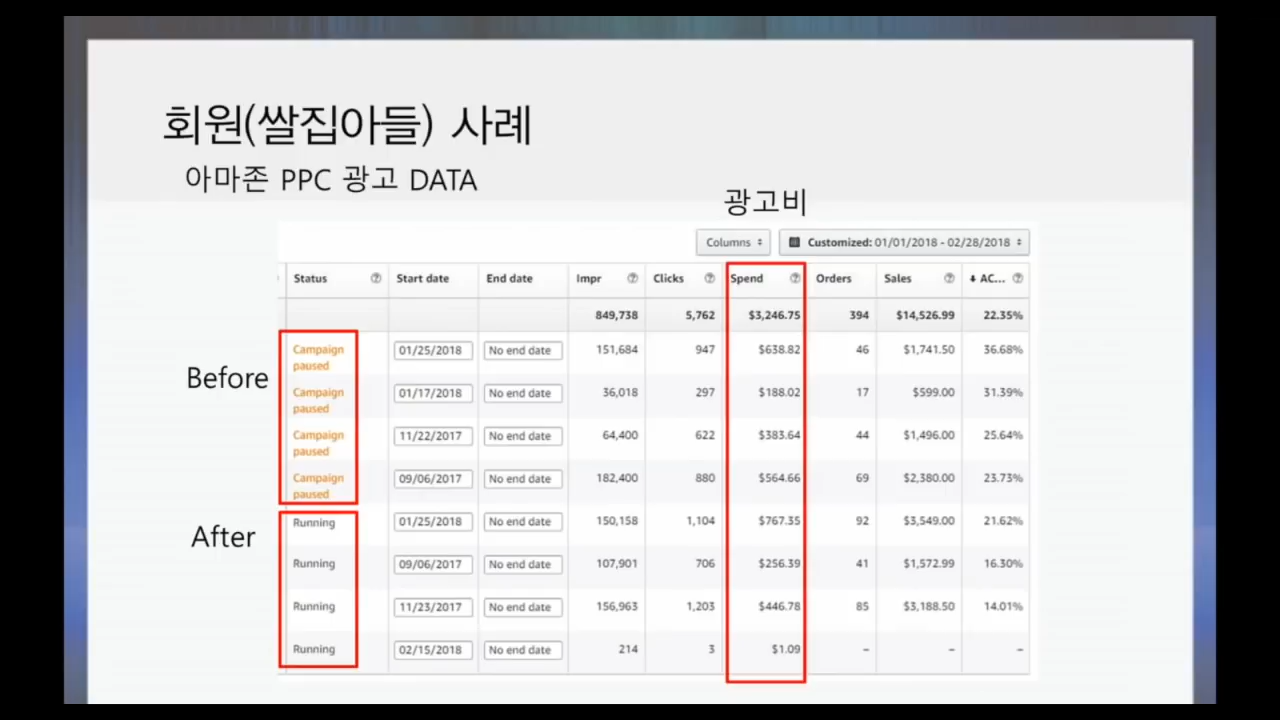 회원(쌀집아들) 사례
아마존 PPC 광고 DATA
광고비
Columns Customized: 01/01/2018 - 02/28/2018
Status Start date End date Impr Clicks Spend Orders Sales AC...
849,738 5,762 $3,246.75 394 $14,526.99 22.35%
Before
Campaign paused 01/25/2018 No end date 151,684 947 $638.82 46 $1,741.50 36.68%
Campaign paused 01/17/2018 No end date 36,018 297 $188.02 17 $599.00 31.39%
Campaign paused 11/22/2017 No end date 64,400 622 $383.64 44 $1,496.00 25.64%
Campaign paused 09/06/2017 No end date 182,400 880 $564.66 69 $2,380.00 23.73%
After
Running 01/25/2018 No end date 150,158 1,104 $767.35 92 $3,549.00 21.62%
Running 09/06/2017 No end date 107,901 706 $256.39 41 $1,572.99 16.30%
Running 11/23/2017 No end date 156,963 1,203 $446.78 85 $3,188.50 14.01%
Running 02/15/2018 No end date 214 3 $1.09 – – –